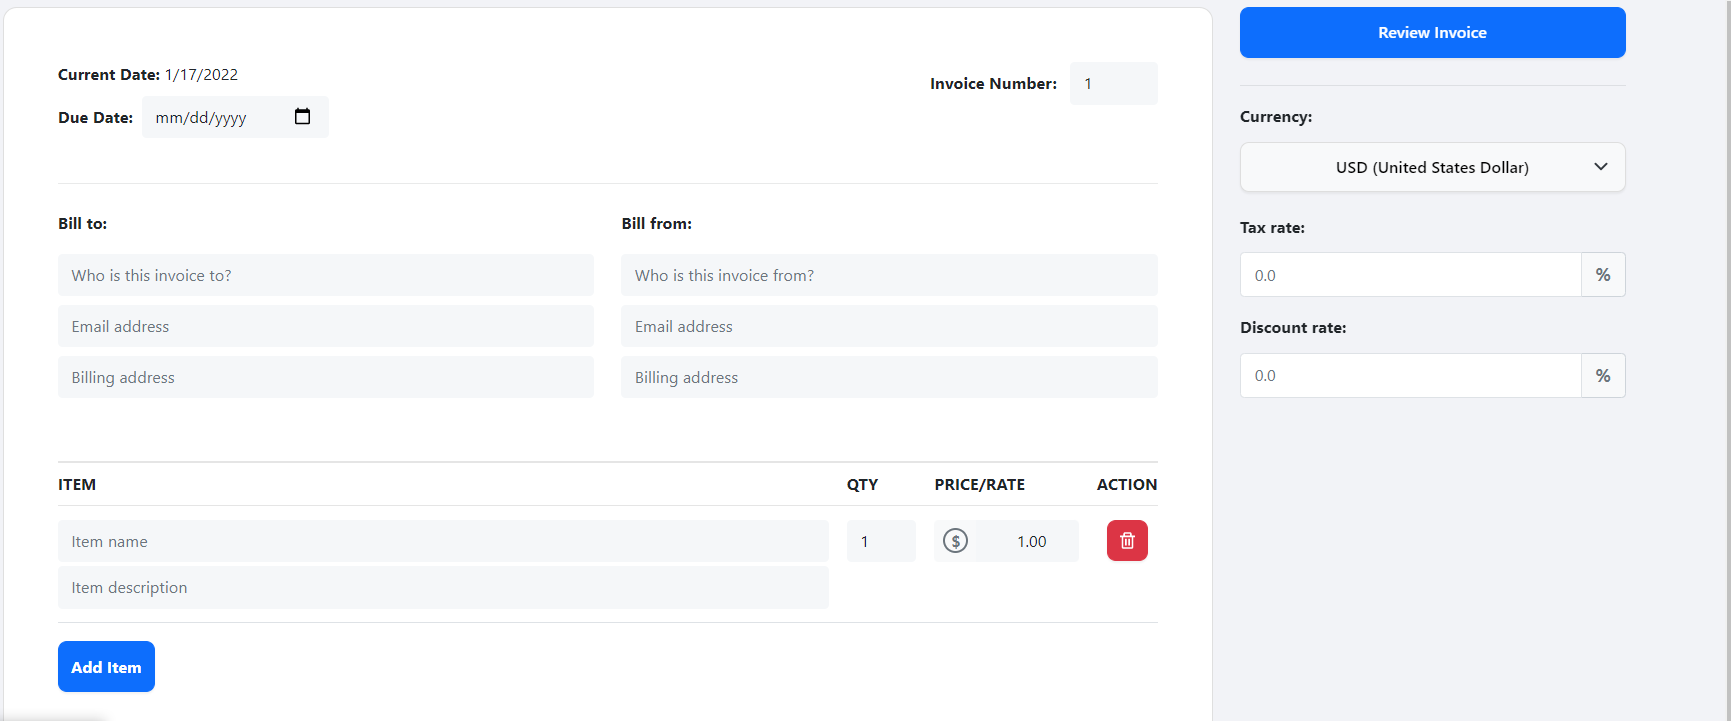 Current Date: 1/17/2022
Due Date: mm/dd/yyyy
Invoice Number: 1
Bill to:
Who is this invoice to?
Email address
Billing address
Bill from:
Who is this invoice from?
Email address
Billing address
ITEM QTY PRICE/RATE ACTION
Item name 1 $ 1.00
Item description
Add Item
Review Invoice
Currency:
USD (United States Dollar)
Tax rate:
0.0 %
Discount rate:
0.0 %